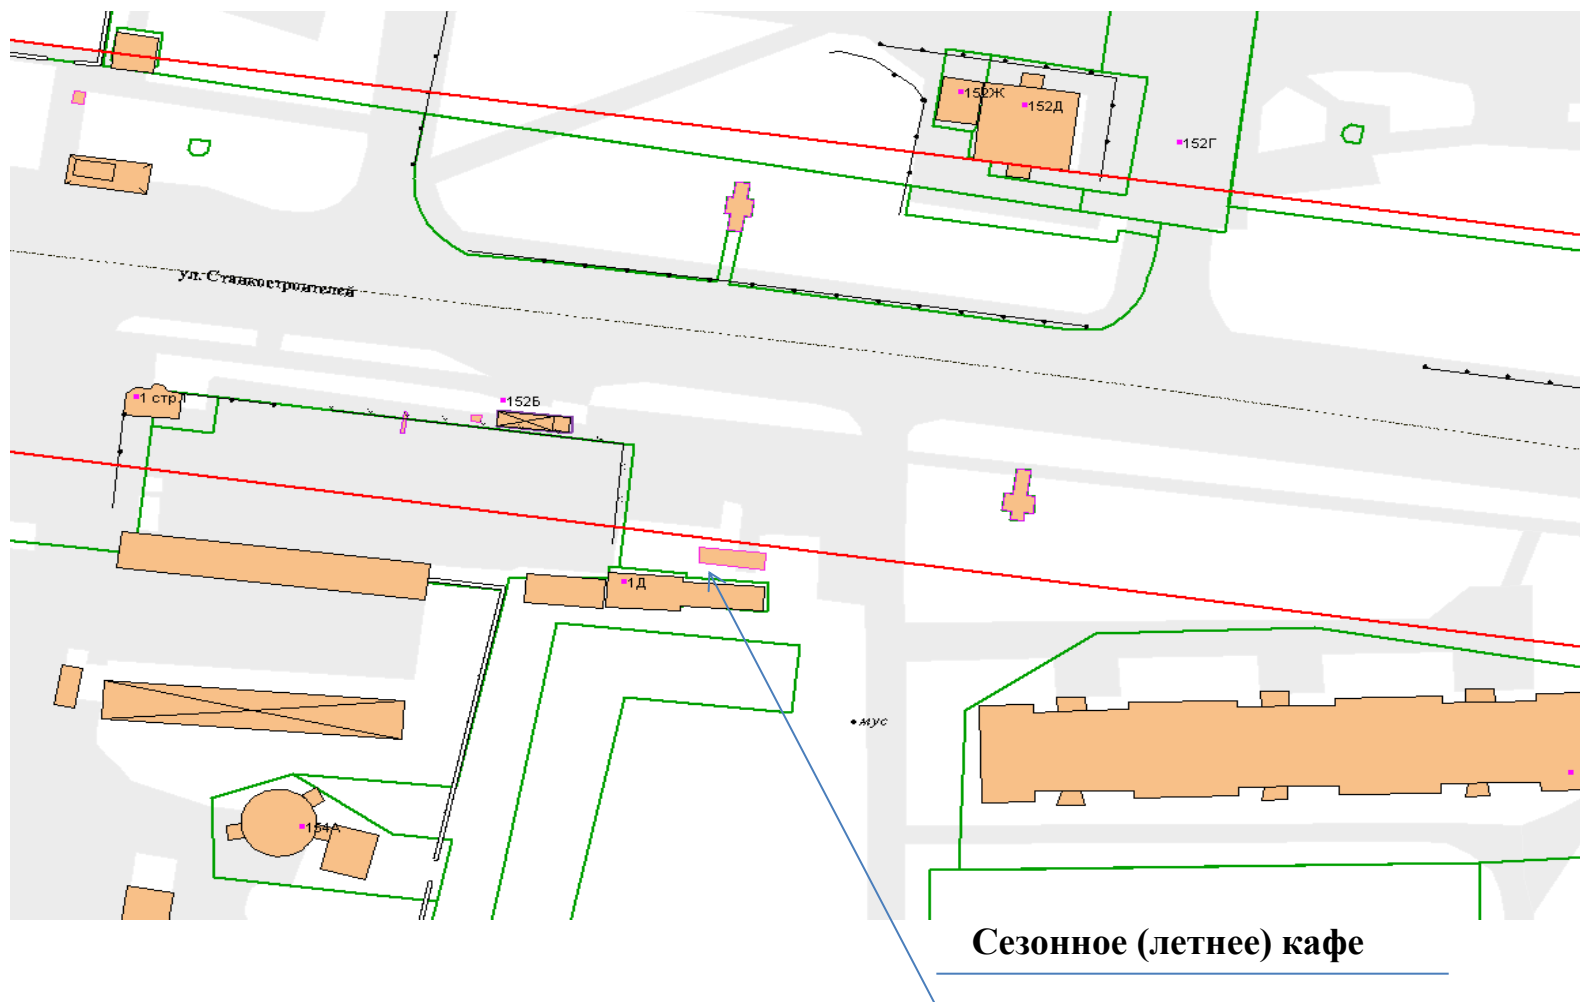 152Ж
152Д
152Г
ул. Станкостроителей
1 стр.1
152Б
1Д
мус
154А
Сезонное (летнее) кафе